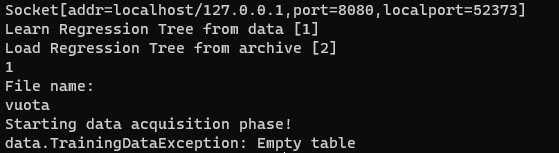 Socket[addr=localhost/127.0.0.1,port=8080,localport=52373]
Learn Regression Tree from data [1]
Load Regression Tree from archive [2]
1
File name:
vuota
Starting data acquisition phase!
data.TrainingDataException: Empty table